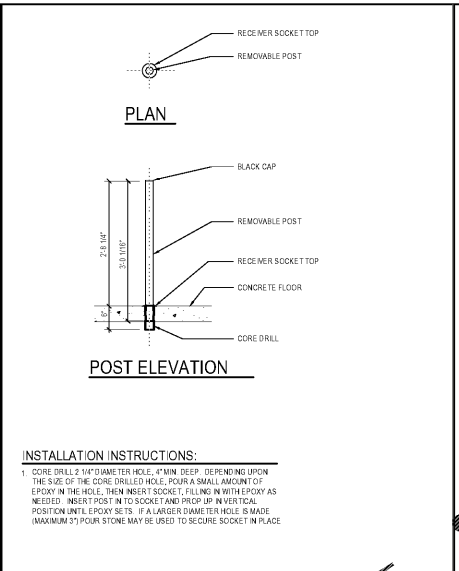 RECEIVER SOCKET TOP
REMOVABLE POST
PLAN
BLACK CAP
REMOVABLE POST
2'-8 1/4"
3'-0 1/16"
RECEIVER SOCKET TOP
CONCRETE FLOOR
6"
CORE DRILL
POST ELEVATION
INSTALLATION INSTRUCTIONS:
1. CORE DRILL 2 1/4" DIAMETER HOLE, 4" MIN. DEEP. DEPENDING UPON
THE SIZE OF THE CORE DRILLED HOLE, POUR A SMALL AMOUNT OF
EPOXY IN THE HOLE, THEN INSERT SOCKET, FILLING IN WITH EPOXY AS
NEEDED. INSERT POST IN TO SOCKET AND PROP UP IN VERTICAL
POSITION UNTIL EPOXY SETS. IF A LARGER DIAMETER HOLE IS MADE
(MAXIMUM 3") POUR STONE MAY BE USED TO SECURE SOCKET IN PLACE